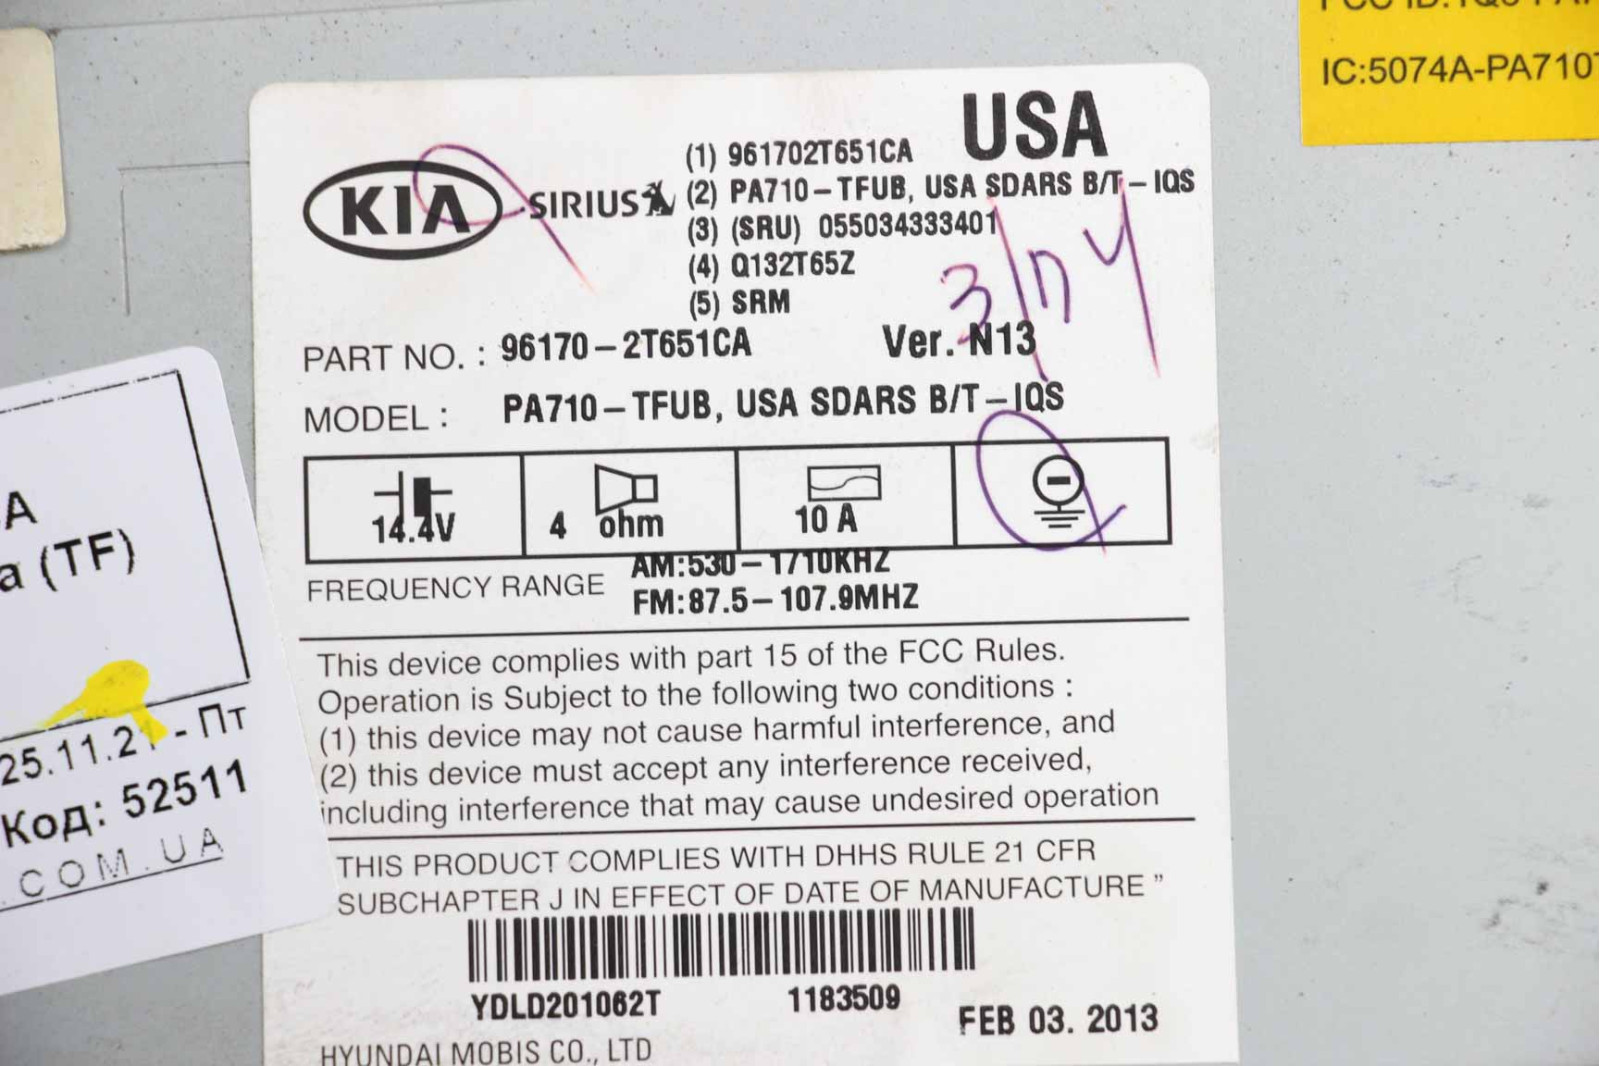 IC:5074A-PA710
USA
KIA
SIRIUS
(1) 961702T651CA
(2) PA710-TFUB, USA SDARS B/T-IQS
(3) (SRU) 055034333401
(4) Q132T65Z
(5) SRM
PART NO. : 96170-2T651CA Ver. N13
MODEL : PA710-TFUB, USA SDARS B/T-IQS
14.4V 4 ohm 10 A
FREQUENCY RANGE AM:530-1710KHZ
FM:87.5-107.9MHZ
This device complies with part 15 of the FCC Rules.
Operation is Subject to the following two conditions :
(1) this device may not cause harmful interference, and
(2) this device must accept any interference received,
including interference that may cause undesired operation
THIS PRODUCT COMPLIES WITH DHHS RULE 21 CFR
SUBCHAPTER J IN EFFECT OF DATE OF MANUFACTURE ”
YDLD201062T 1183509
FEB 03. 2013
HYUNDAI MOBIS CO., LTD
А
а (TF)
25.11.21 - Пт
Код: 52511
.COM.UA